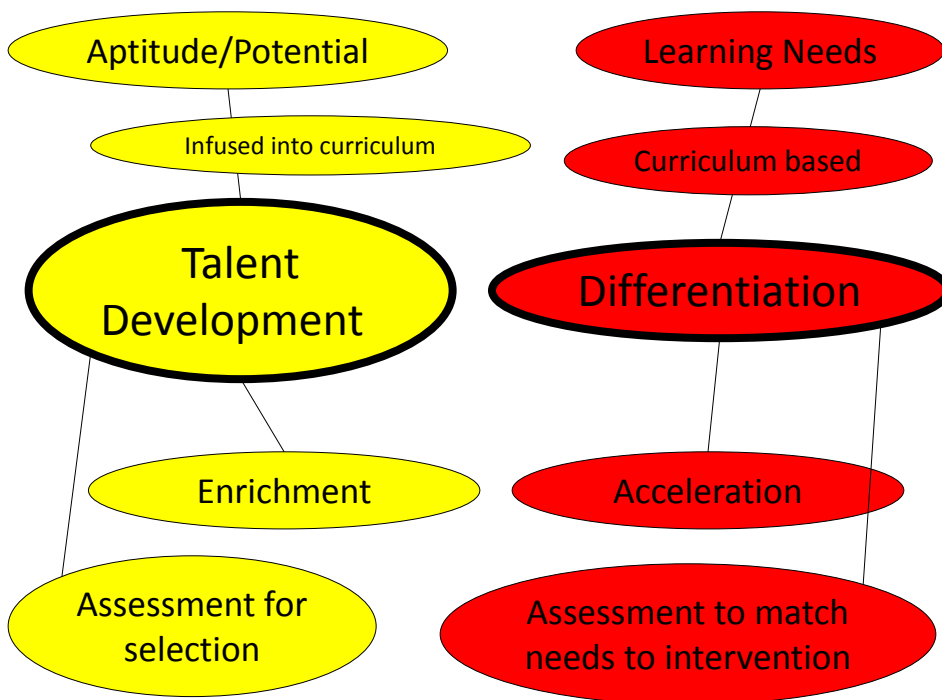 Aptitude/Potential
Infused into curriculum
Talent
Development
Enrichment
Assessment for
selection
Learning Needs
Curriculum based
Differentiation
Acceleration
Assessment to match
needs to intervention